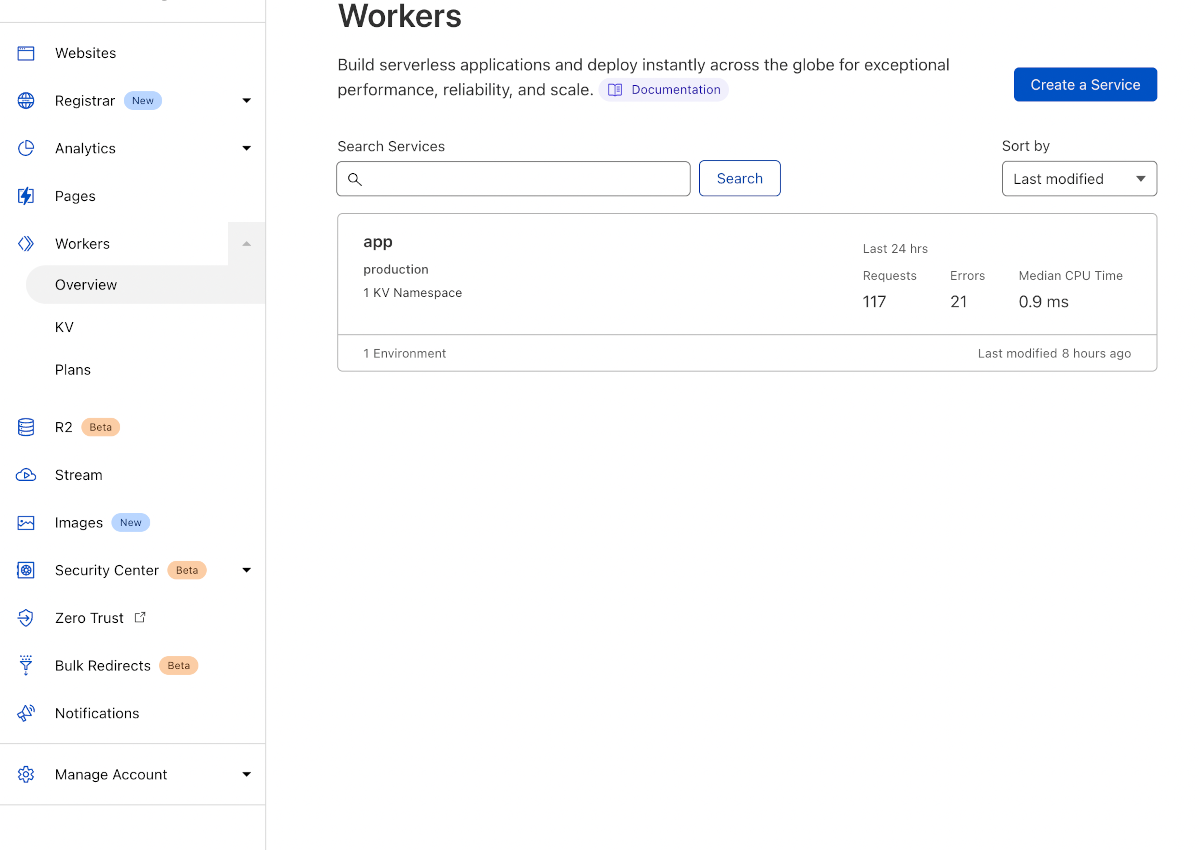 Websites
Registrar New
Analytics
Pages
Workers
Overview
KV
Plans
R2 Beta
Stream
Images New
Security Center Beta
Zero Trust
Bulk Redirects Beta
Notifications
Manage Account
Workers
Build serverless applications and deploy instantly across the globe for exceptional
performance, reliability, and scale. Documentation
Create a Service
Search Services
Search
Sort by
Last modified
app
production
1 KV Namespace
Last 24 hrs
Requests Errors Median CPU Time
117 21 0.9 ms
1 Environment
Last modified 8 hours ago